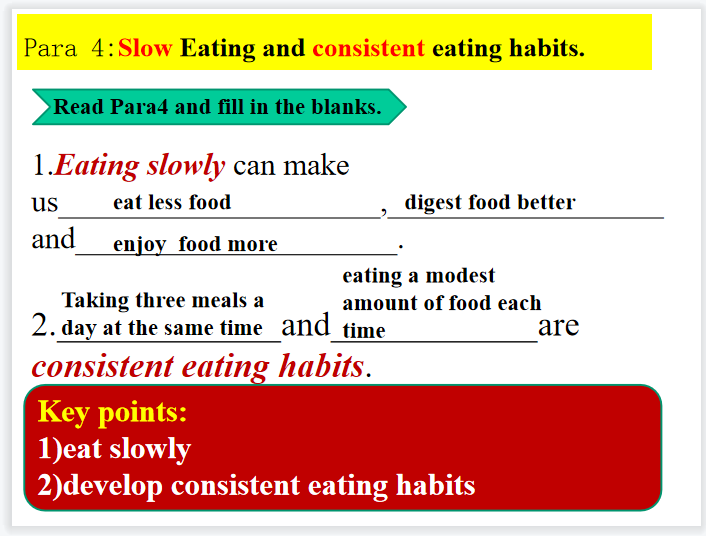 Para 4:Slow Eating and consistent eating habits.
Read Para4 and fill in the blanks.
1.Eating slowly can make
us eat less food , digest food better
and enjoy food more .
eating a modest
Taking three meals a amount of food each
2. day at the same time and time are
consistent eating habits.
Key points:
1)eat slowly
2)develop consistent eating habits